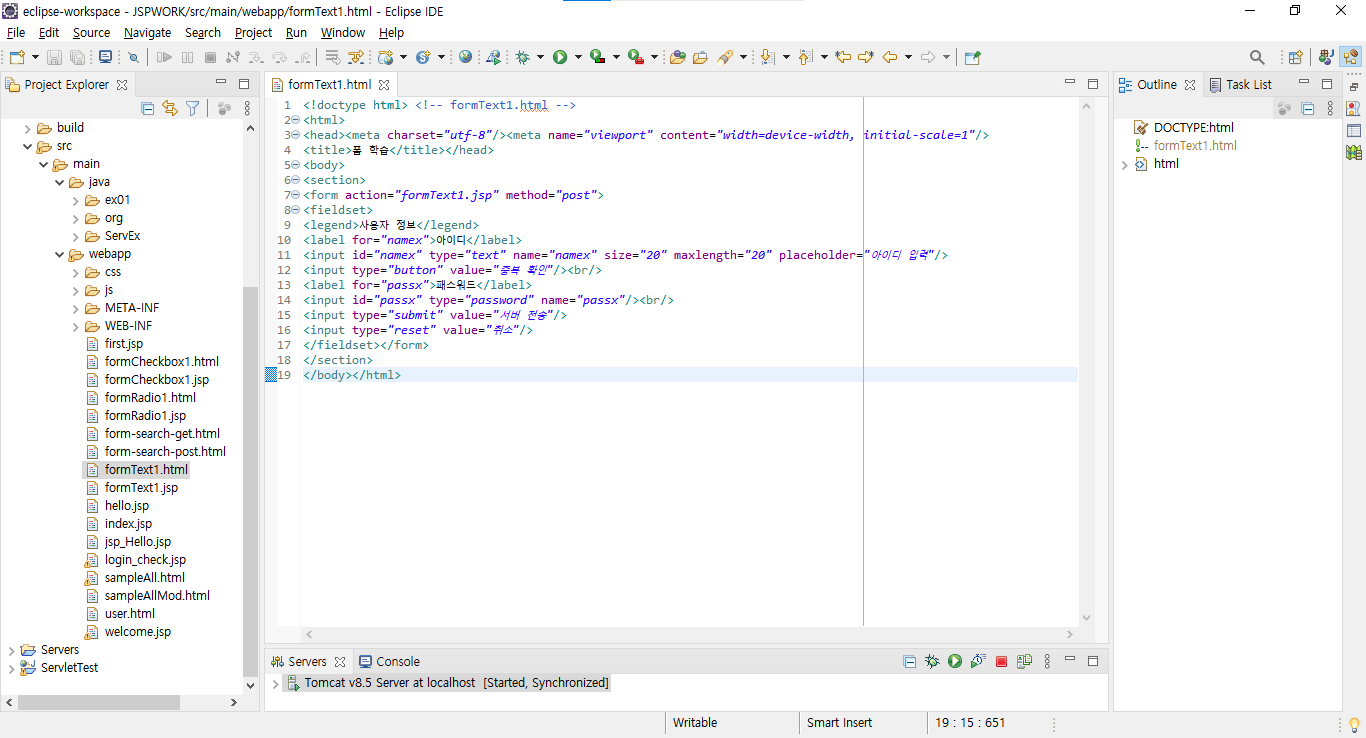 eclipse-workspace - JSPWORK/src/main/webapp/formText1.html - Eclipse IDE
File Edit Source Navigate Search Project Run Window Help
Project Explorer
build
src
main
java
ex01
org
ServEx
webapp
css
js
META-INF
WEB-INF
first.jsp
formCheckbox1.html
formCheckbox1.jsp
formRadio1.html
formRadio1.jsp
form-search-get.html
form-search-post.html
formText1.html
formText1.jsp
hello.jsp
index.jsp
jsp_Hello.jsp
login_check.jsp
sampleAll.html
sampleAllMod.html
user.html
welcome.jsp
Servers
ServletTest
formText1.html
1 <!doctype html> <!-- formText1.html -->
2 <html>
3 <head><meta charset="utf-8"/><meta name="viewport" content="width=device-width, initial-scale=1"/>
4 <title>폼 학습</title></head>
5 <body>
6 <section>
7 <form action="formText1.jsp" method="post">
8 <fieldset>
9 <legend>사용자 정보</legend>
10 <label for="namex">아이디</label>
11 <input id="namex" type="text" name="namex" size="20" maxlength="20" placeholder="아이디 입력"/>
12 <input type="button" value="중복 확인"/><br/>
13 <label for="passx">패스워드</label>
14 <input id="passx" type="password" name="passx"/><br/>
15 <input type="submit" value="서버 전송"/>
16 <input type="reset" value="취소"/>
17 </fieldset></form>
18 </section>
19 </body></html>
Servers Console
Tomcat v8.5 Server at localhost [Started, Synchronized]
Outline Task List
DOCTYPE:html
formText1.html
html
Writable Smart Insert 19 : 15 : 651